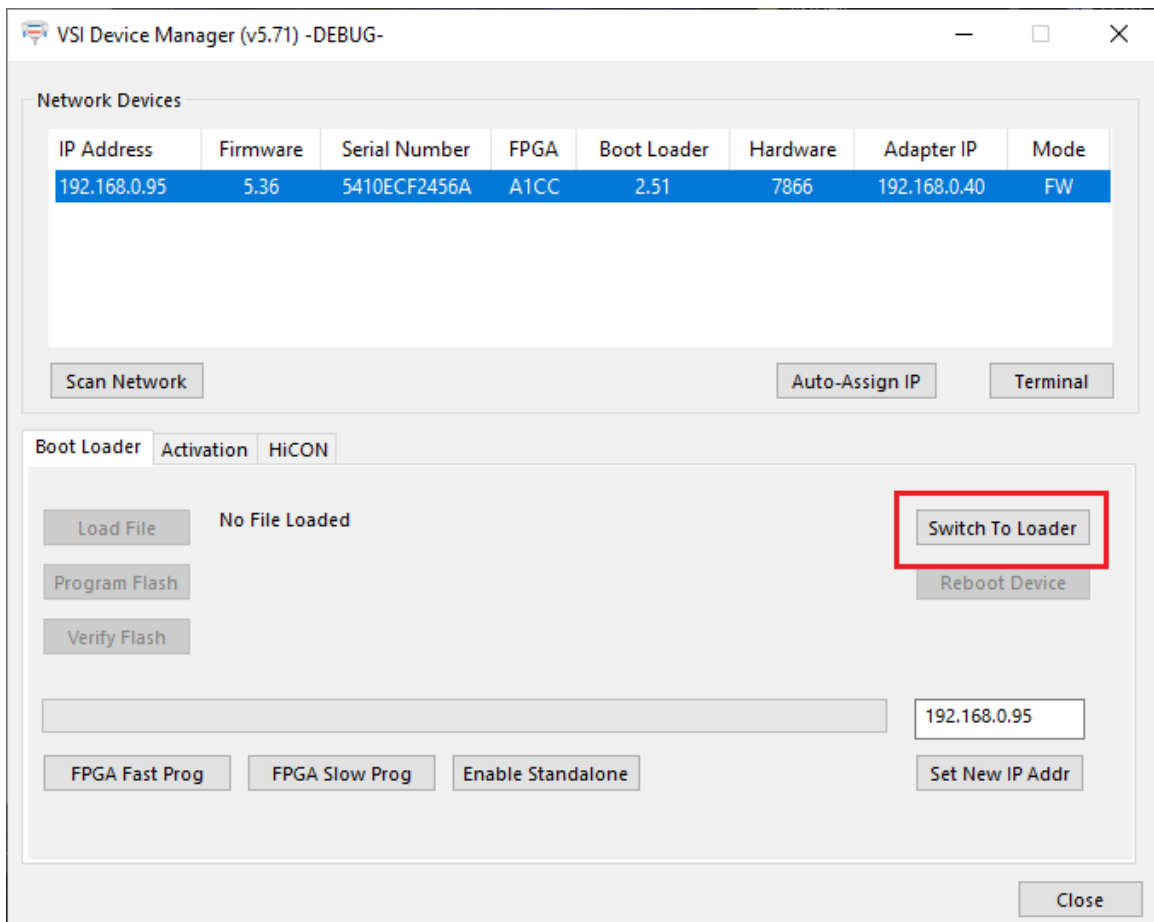 VSI Device Manager (v5.71) -DEBUG-
Network Devices
IP Address Firmware Serial Number FPGA Boot Loader Hardware Adapter IP Mode
192.168.0.95 5.36 5410ECF2456A A1CC 2.51 7866 192.168.0.40 FW
Scan Network Auto-Assign IP Terminal
Boot Loader Activation HiCON
Load File No File Loaded Switch To Loader
Program Flash Reboot Device
Verify Flash
192.168.0.95
FPGA Fast Prog FPGA Slow Prog Enable Standalone Set New IP Addr
Close